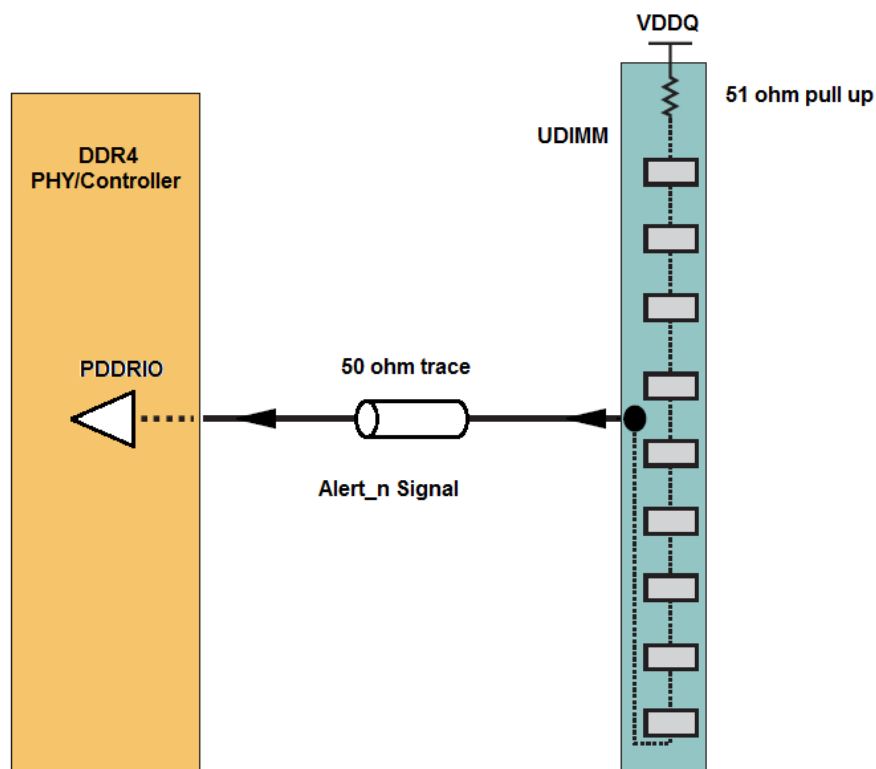 VDDQ
51 ohm pull up
UDIMM
DDR4
PHY/Controller
PDDRIO
50 ohm trace
Alert_n Signal